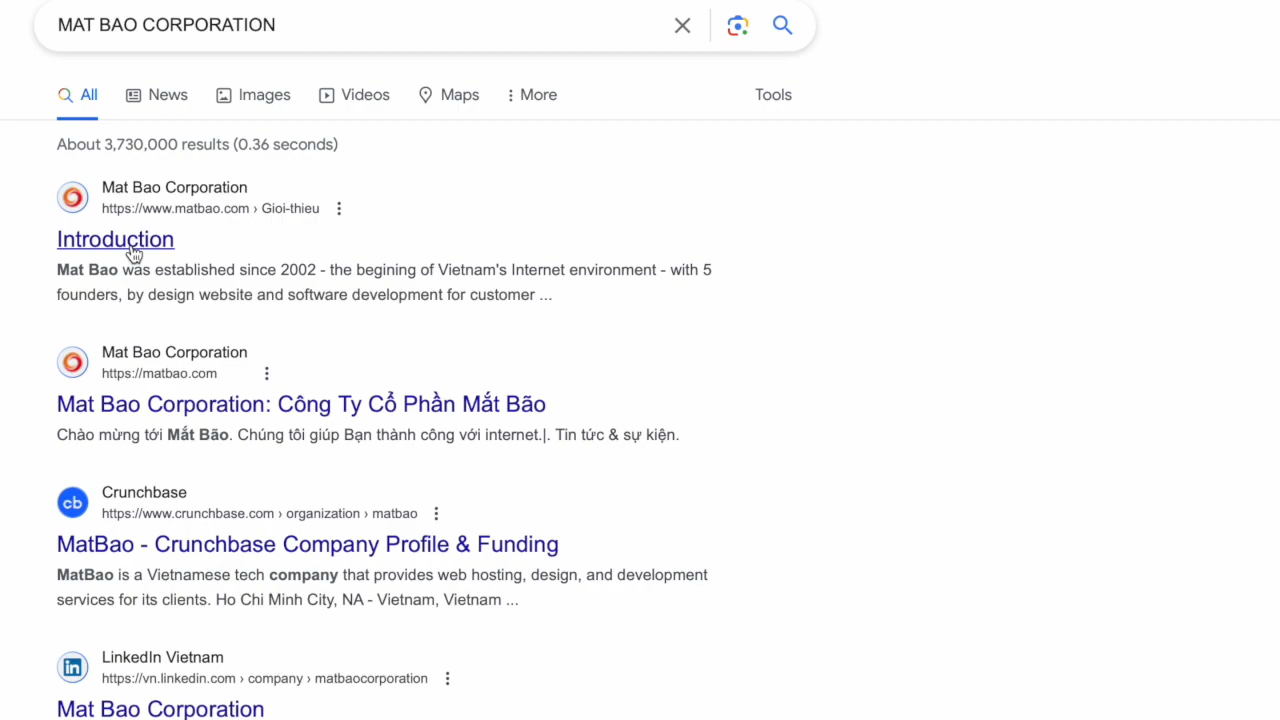 MAT BAO CORPORATION
All News Images Videos Maps More Tools
About 3,730,000 results (0.36 seconds)
Mat Bao Corporation
https://www.matbao.com › Gioi-thieu
Introduction
Mat Bao was established since 2002 - the begining of Vietnam's Internet environment - with 5
founders, by design website and software development for customer ...
Mat Bao Corporation
https://matbao.com
Mat Bao Corporation: Công Ty Cổ Phần Mắt Bão
Chào mừng tới Mắt Bão. Chúng tôi giúp Bạn thành công với internet.|. Tin tức & sự kiện.
cb
Crunchbase
https://www.crunchbase.com › organization › matbao
MatBao - Crunchbase Company Profile & Funding
MatBao is a Vietnamese tech company that provides web hosting, design, and development
services for its clients. Ho Chi Minh City, NA - Vietnam, Vietnam ...
in
LinkedIn Vietnam
https://vn.linkedin.com › company › matbaocorporation
Mat Bao Corporation